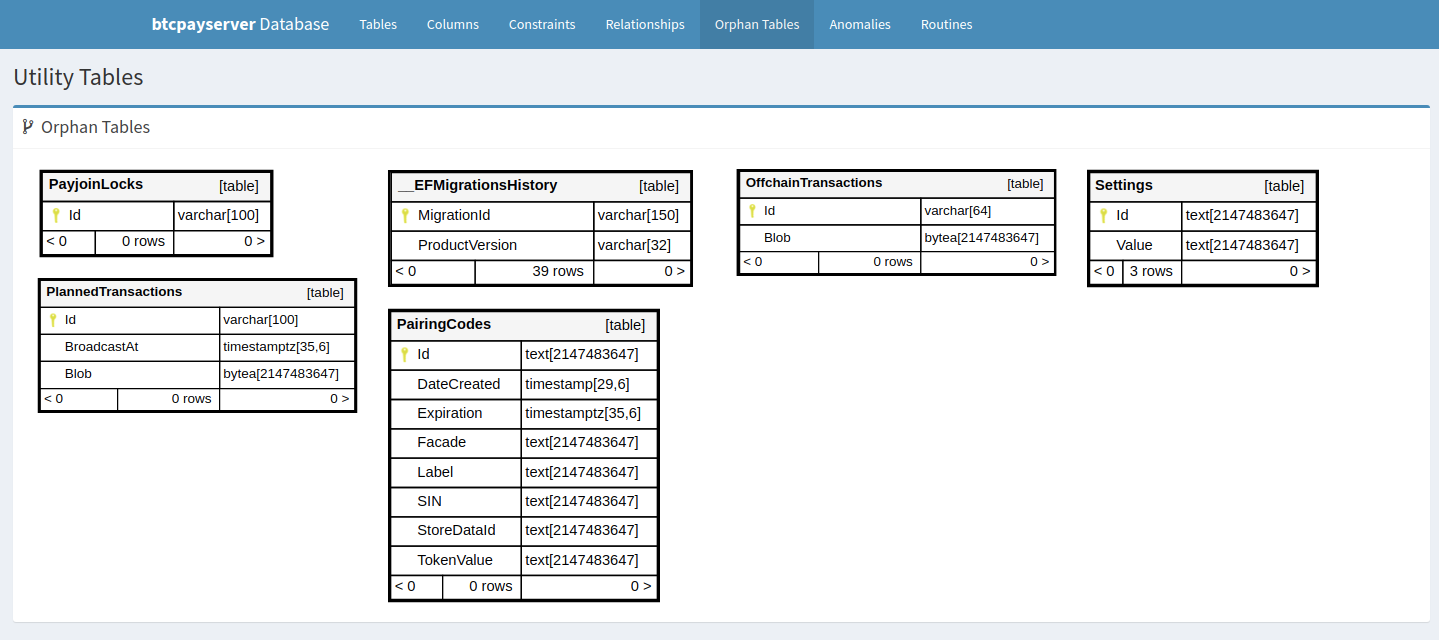 btcpayserver Database Tables Columns Constraints Relationships Orphan Tables Anomalies Routines
Utility Tables
Orphan Tables
PayjoinLocks [table]
Id varchar[100]
< 0 0 rows 0 >
PlannedTransactions [table]
Id varchar[100]
BroadcastAt timestamptz[35,6]
Blob bytea[2147483647]
< 0 0 rows 0 >
__EFMigrationsHistory [table]
MigrationId varchar[150]
ProductVersion varchar[32]
< 0 39 rows 0 >
PairingCodes [table]
Id text[2147483647]
DateCreated timestamp[29,6]
Expiration timestamptz[35,6]
Facade text[2147483647]
Label text[2147483647]
SIN text[2147483647]
StoreDataId text[2147483647]
TokenValue text[2147483647]
< 0 0 rows 0 >
OffchainTransactions [table]
Id varchar[64]
Blob bytea[2147483647]
< 0 0 rows 0 >
Settings [table]
Id text[2147483647]
Value text[2147483647]
< 0 3 rows 0 >